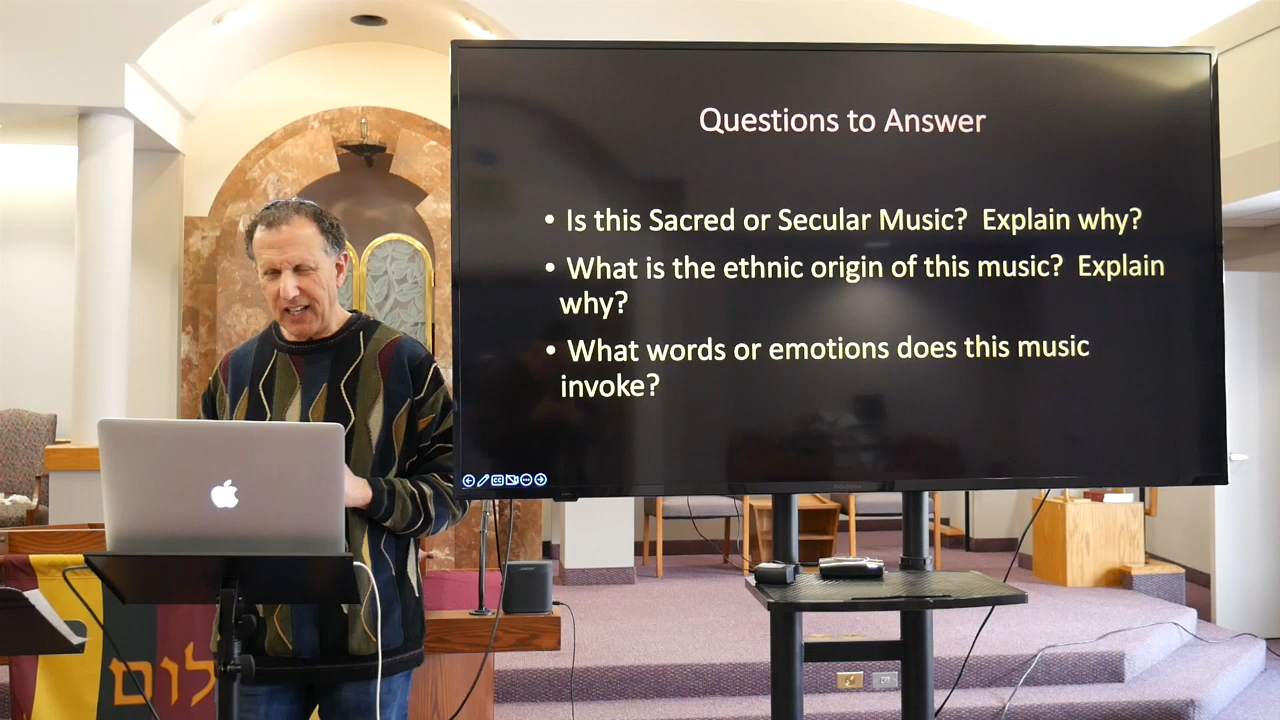 Questions to Answer
• Is this Sacred or Secular Music? Explain why?
• What is the ethnic origin of this music? Explain
why?
• What words or emotions does this music
invoke?
CC
לום